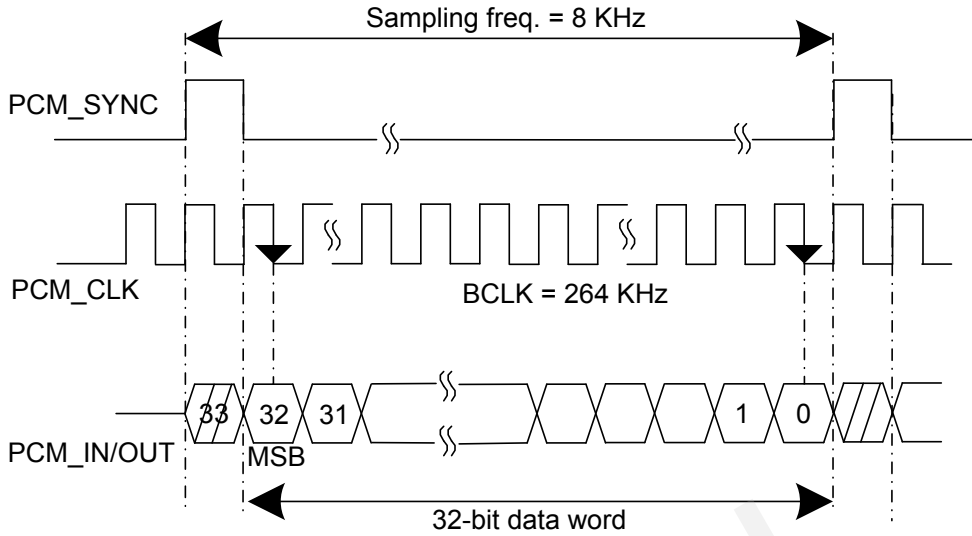 Sampling freq. = 8 KHz
PCM_SYNC
PCM_CLK
BCLK = 264 KHz
33 32 31 1 0
PCM_IN/OUT
MSB
32-bit data word